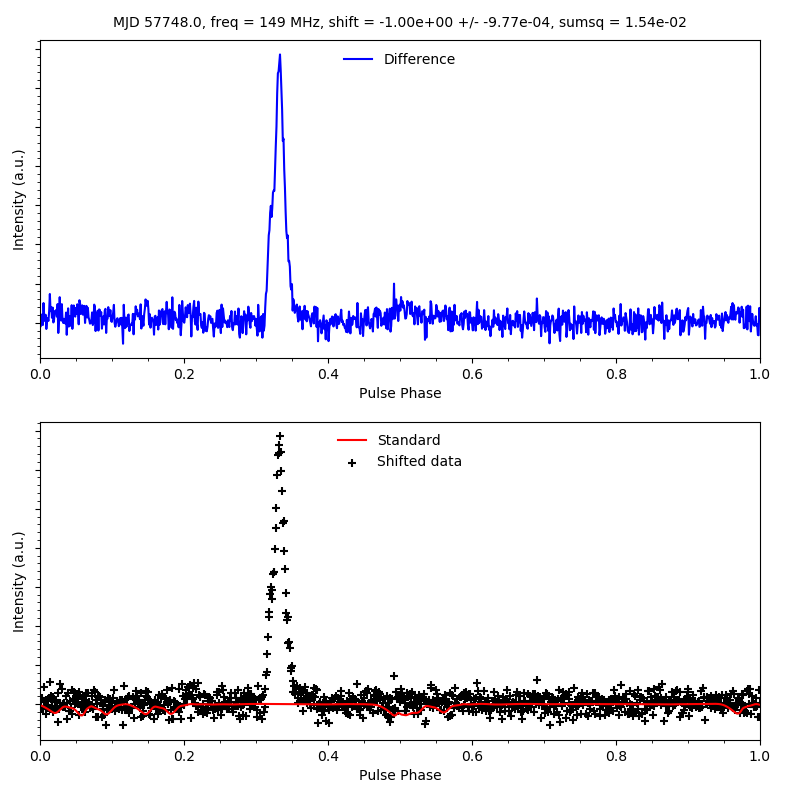 MJD 57748.0, freq = 149 MHz, shift = -1.00e+00 +/- -9.77e-04, sumsq = 1.54e-02
Difference
Intensity (a.u.)
0.0 0.2 0.4 0.6 0.8 1.0
Pulse Phase
Standard
Shifted data
Intensity (a.u.)
0.0 0.2 0.4 0.6 0.8 1.0
Pulse Phase